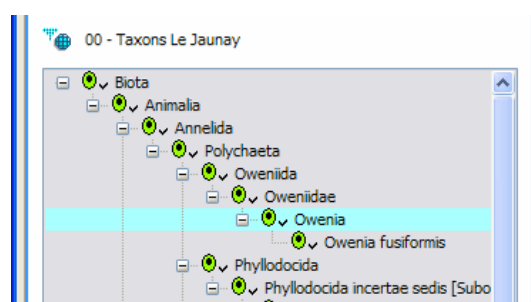 00 - Taxons Le Jaunay
Biota
Animalia
Annelida
Polychaeta
Oweniida
Oweniidae
Owenia
Owenia fusiformis
Phyllodocida
Phyllodocida incertae sedis [Subo